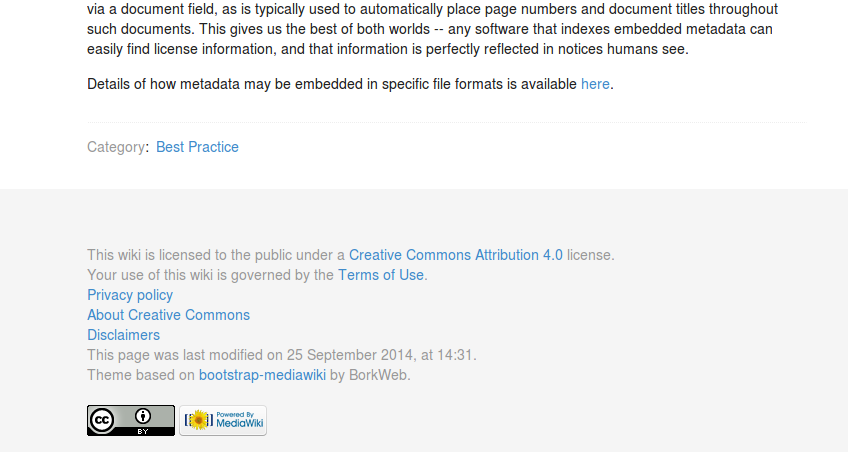 via a document field, as is typically used to automatically place page numbers and document titles throughout
such documents. This gives us the best of both worlds -- any software that indexes embedded metadata can
easily find license information, and that information is perfectly reflected in notices humans see.
Details of how metadata may be embedded in specific file formats is available here.
Category: Best Practice
This wiki is licensed to the public under a Creative Commons Attribution 4.0 license.
Your use of this wiki is governed by the Terms of Use.
Privacy policy
About Creative Commons
Disclaimers
This page was last modified on 25 September 2014, at 14:31.
Theme based on bootstrap-mediawiki by BorkWeb.
cc BY
Powered By
MediaWiki